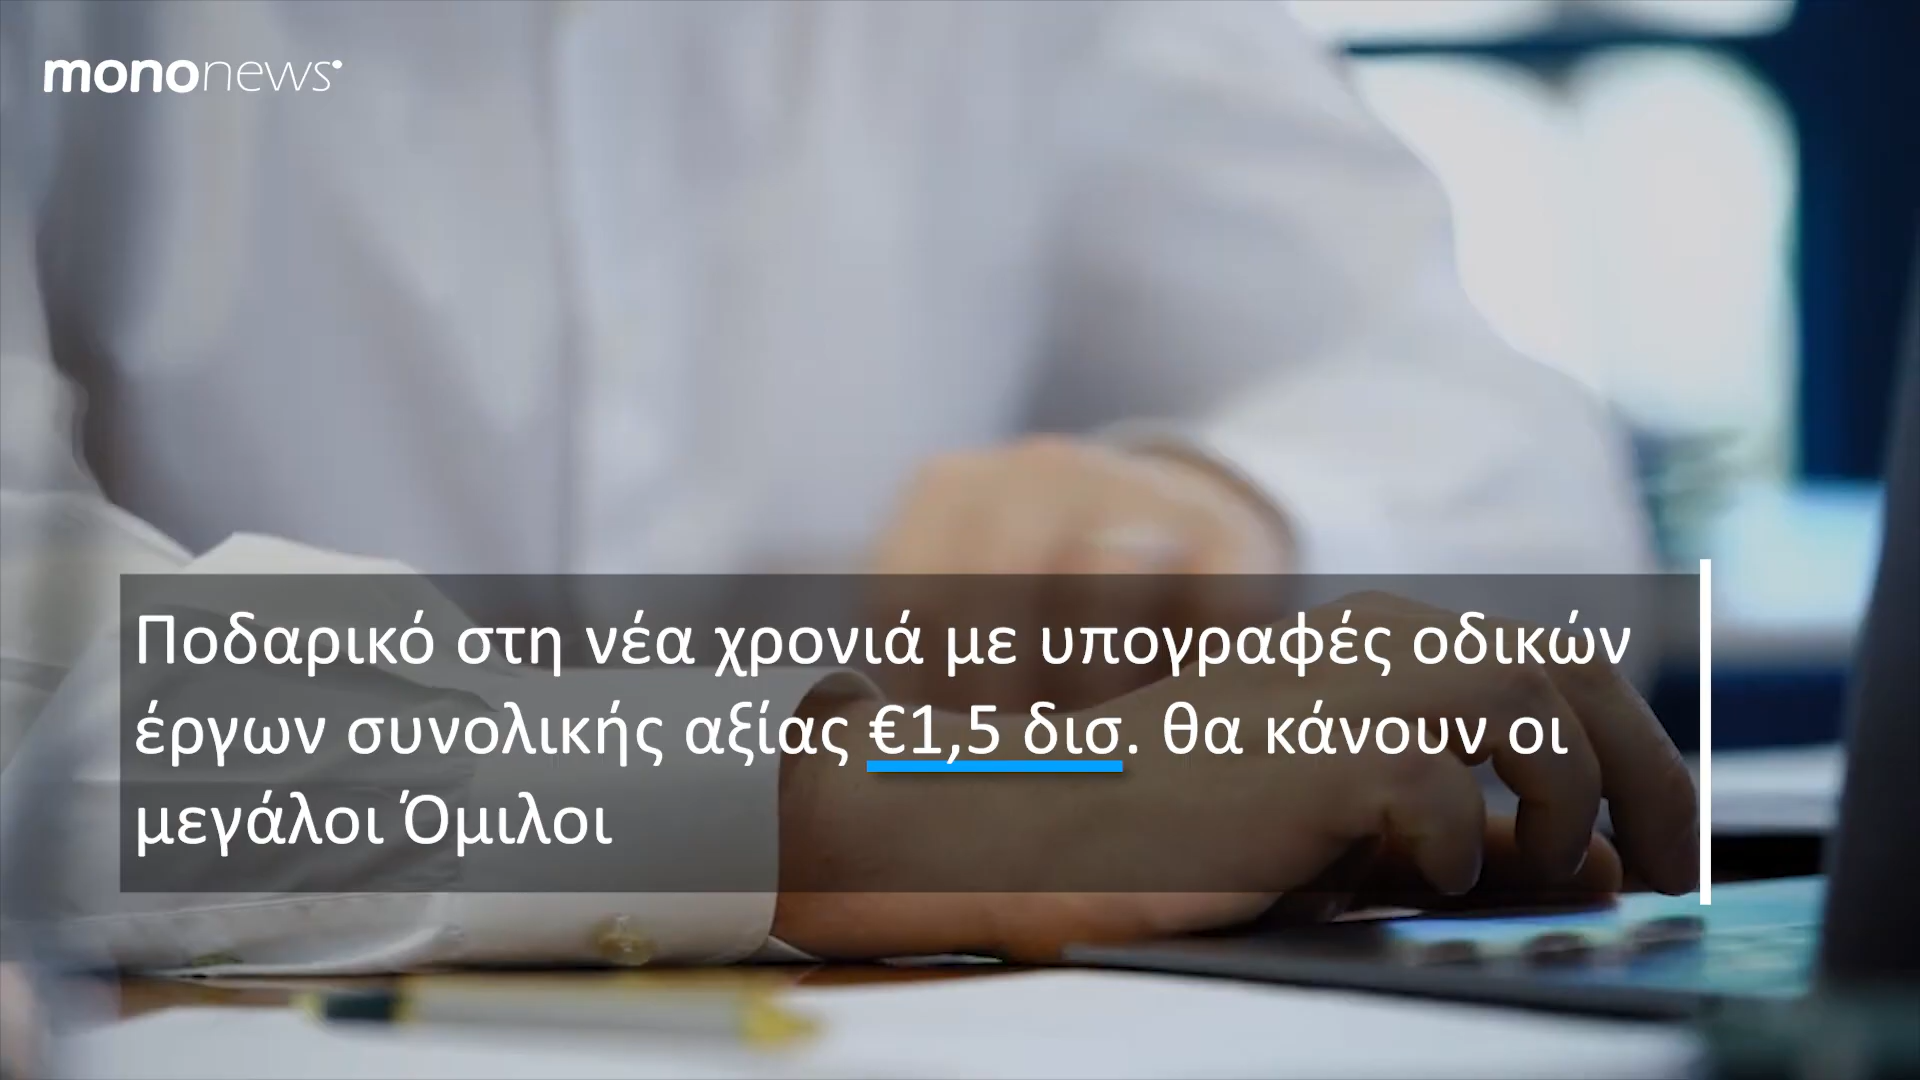 mononews
Ποδαρικό στη νέα χρονιά με υπογραφές οδικών
έργων συνολικής αξίας €1,5 δισ. θα κάνουν οι
μεγάλοι Όμιλοι